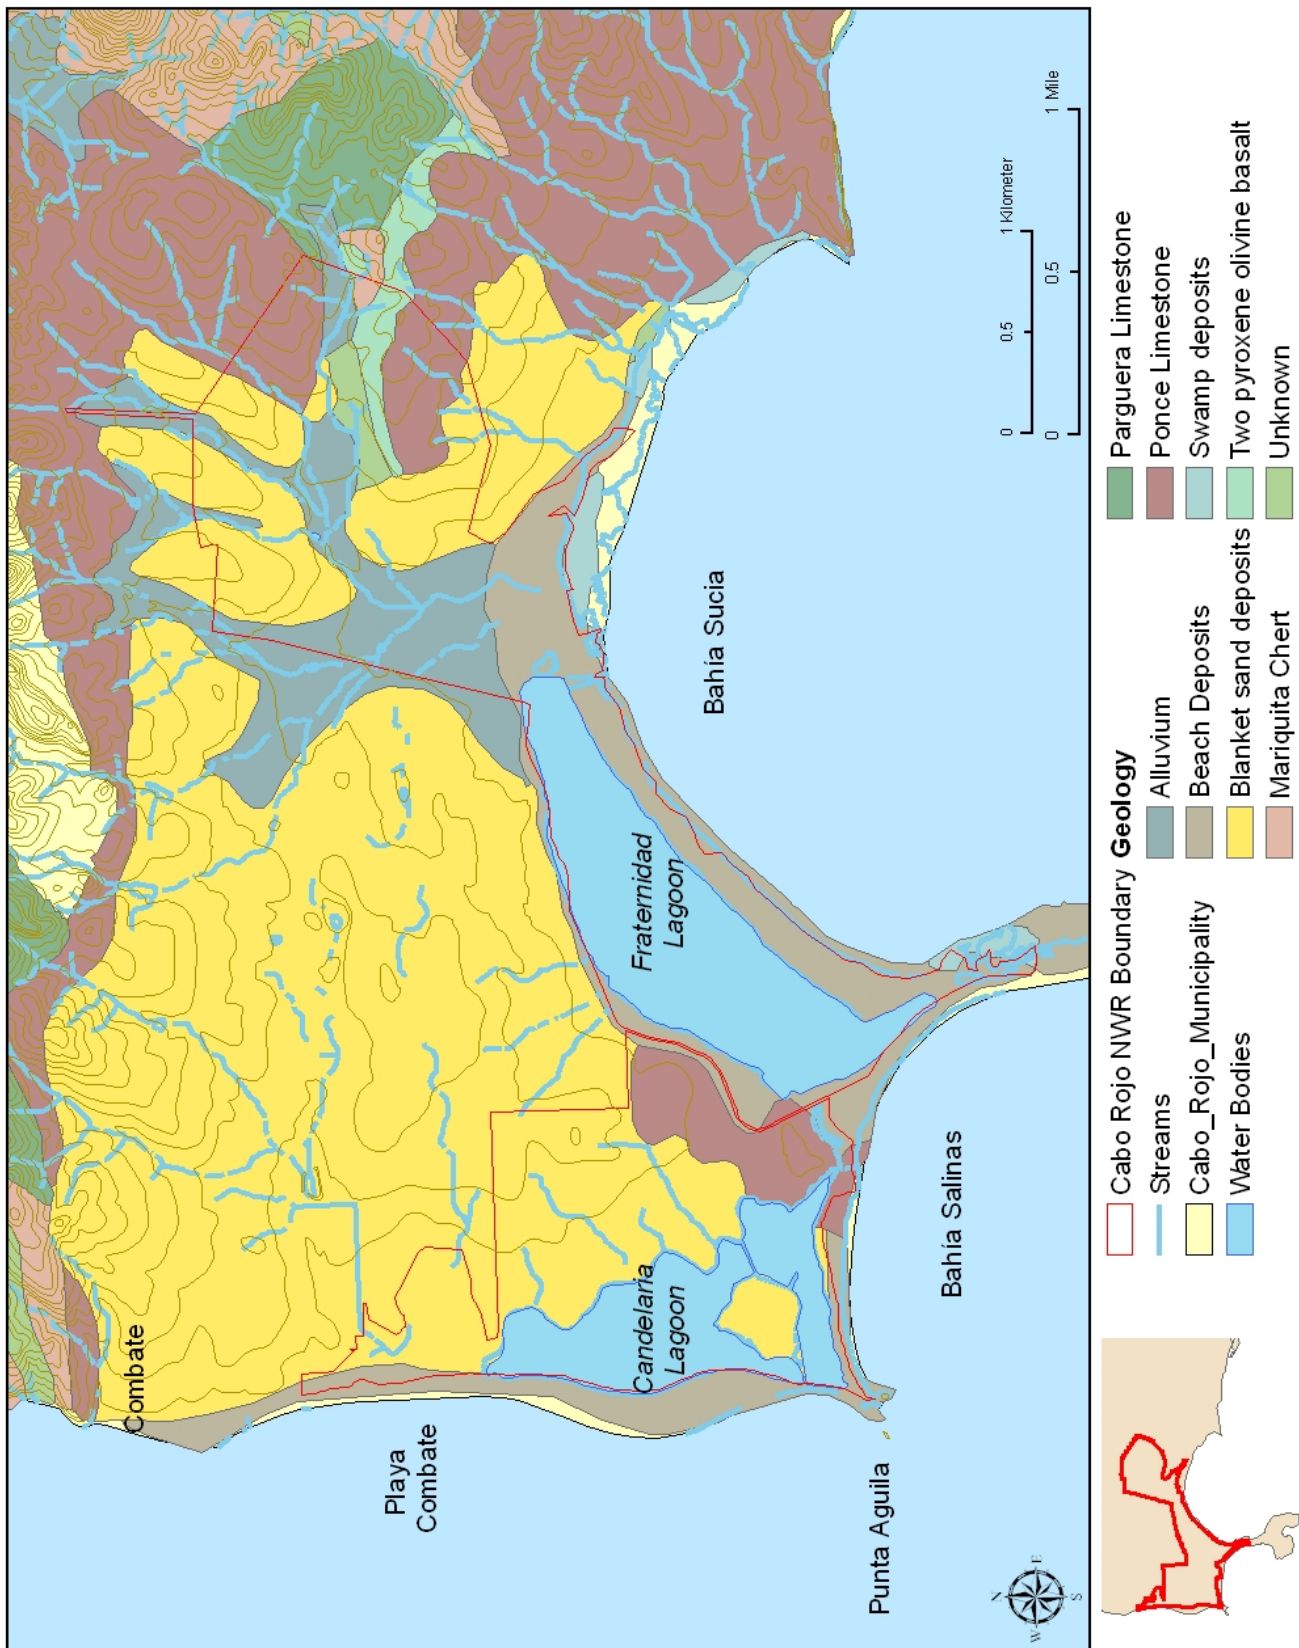 Combate
Playa
Combate
Punta Aguila
Candelaria
Lagoon
Fraternidad
Lagoon
Bahía Salinas
Bahía Sucia
N
W
E
S
0
0.5
1 Kilometer
0
0.5
1 Mile
Cabo Rojo NWR Boundary
Streams
Cabo_Rojo_Municipality
Water Bodies
Geology
Alluvium
Beach Deposits
Blanket sand deposits
Mariquita Chert
Parguera Limestone
Ponce Limestone
Swamp deposits
Two pyroxene olivine basalt
Unknown